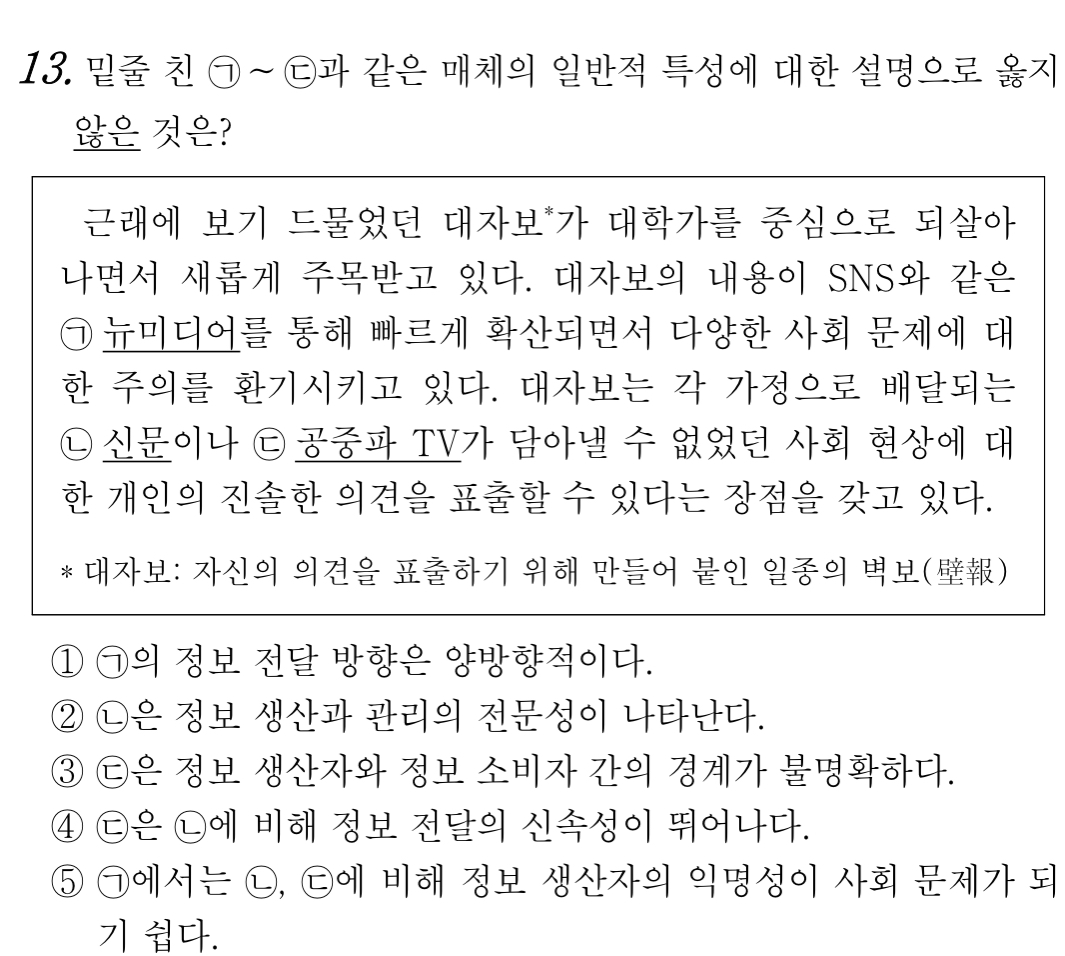 13. 밑줄 친 ㉠~㉢과 같은 매체의 일반적 특성에 대한 설명으로 옳지
않은 것은?
근래에 보기 드물었던 대자보*가 대학가를 중심으로 되살아
나면서 새롭게 주목받고 있다. 대자보의 내용이 SNS와 같은
㉠ 뉴미디어를 통해 빠르게 확산되면서 다양한 사회 문제에 대
한 주의를 환기시키고 있다. 대자보는 각 가정으로 배달되는
㉡ 신문이나 ㉢ 공중파 TV가 담아낼 수 없었던 사회 현상에 대
한 개인의 진솔한 의견을 표출할 수 있다는 장점을 갖고 있다.
* 대자보: 자신의 의견을 표출하기 위해 만들어 붙인 일종의 벽보(壁報)
① ㉠의 정보 전달 방향은 양방향적이다.
② ㉡은 정보 생산과 관리의 전문성이 나타난다.
③ ㉢은 정보 생산자와 정보 소비자 간의 경계가 불명확하다.
④ ㉢은 ㉡에 비해 정보 전달의 신속성이 뛰어나다.
⑤ ㉠에서는 ㉡, ㉢에 비해 정보 생산자의 익명성이 사회 문제가 되
기 쉽다.